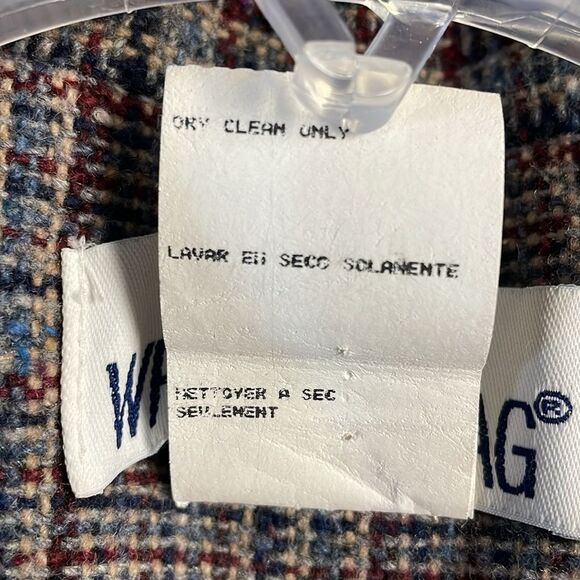 DRY CLEAN ONLY
LAVAR EN SECO SOLAMENTE
NETTOYER A SEC
SEULEMENT